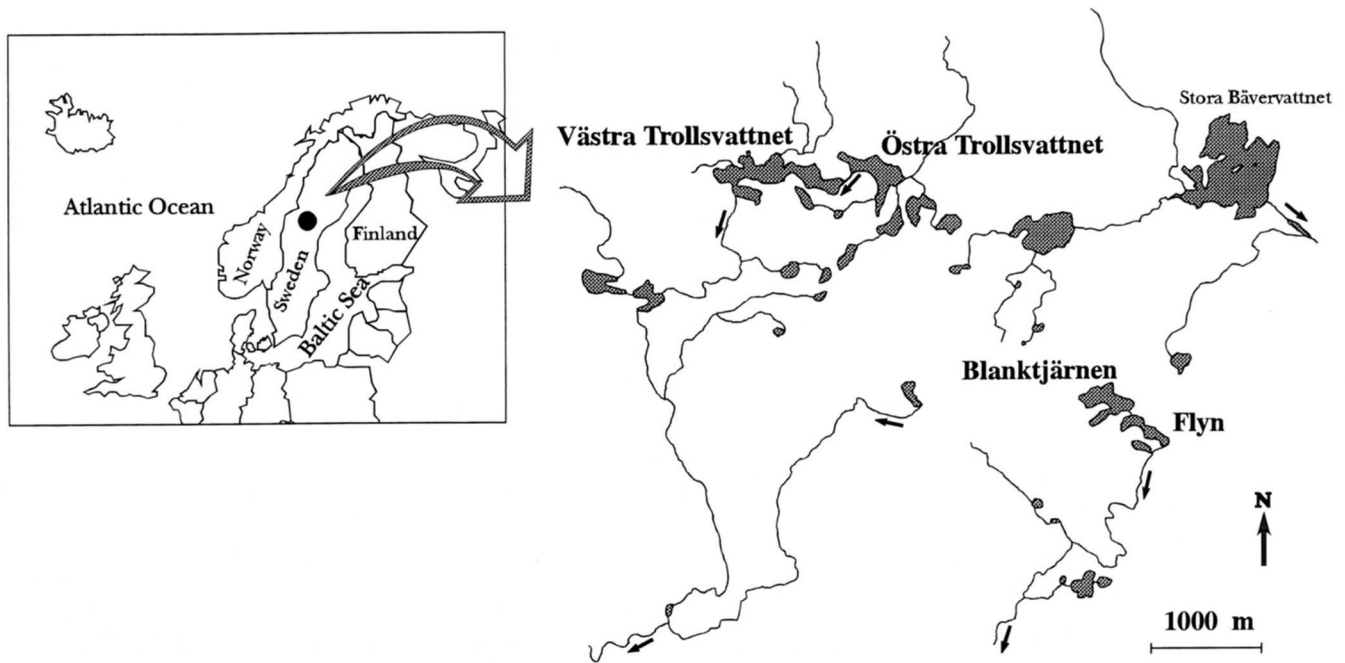 Atlantic Ocean
Norway
Sweden
Finland
Baltic Sea
Stora Bävervattnet
Västra Trollsvattnet
Östra Trollsvattnet
Blanktjärnen
Flyn
N
1000 m